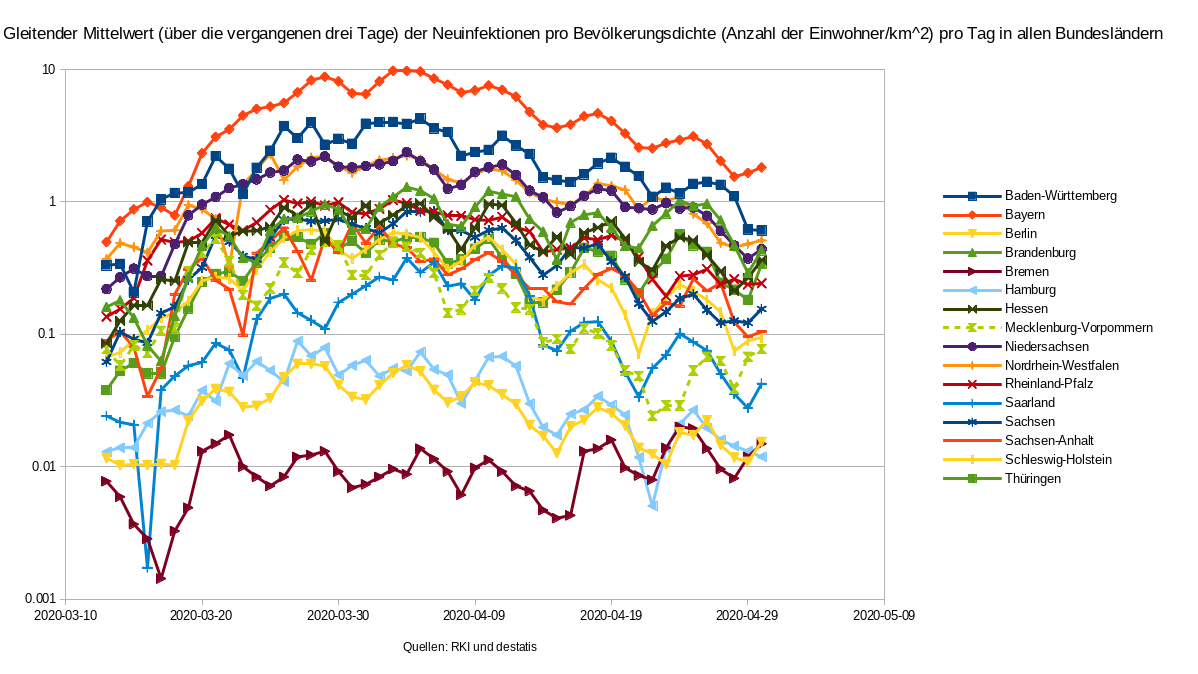 Gleitender Mittelwert (über die vergangenen drei Tage) der Neuinfektionen pro Bevölkerungsdichte (Anzahl der Einwohner/km^2) pro Tag in allen Bundesländern
10
1
0.1
0.01
0.001
2020-03-10
2020-03-20
2020-03-30
2020-04-09
2020-04-19
2020-04-29
2020-05-09
Quellen: RKI und destatis
Baden-Württemberg
Bayern
Berlin
Brandenburg
Bremen
Hamburg
Hessen
Mecklenburg-Vorpommern
Niedersachsen
Nordrhein-Westfalen
Rheinland-Pfalz
Saarland
Sachsen
Sachsen-Anhalt
Schleswig-Holstein
Thüringen